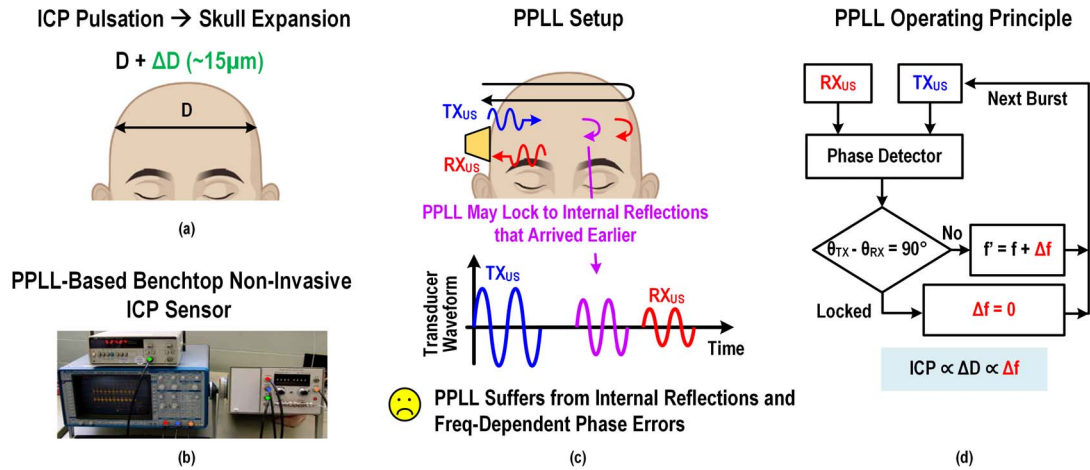 ICP Pulsation → Skull Expansion
D + ΔD (~15μm)
D
(a)
PPLL-Based Benchtop Non-Invasive
ICP Sensor
(b)
PPLL Setup
TXUS
RXUS
PPLL May Lock to Internal Reflections
that Arrived Earlier
Transducer
Waveform
TXUS
RXUS
Time
PPLL Suffers from Internal Reflections and
Freq-Dependent Phase Errors
(c)
PPLL Operating Principle
RXUS
TXUS
Next Burst
Phase Detector
θTX - θRX = 90°
No
f' = f + Δf
Locked
Δf = 0
ICP ∝ ΔD ∝ Δf
(d)